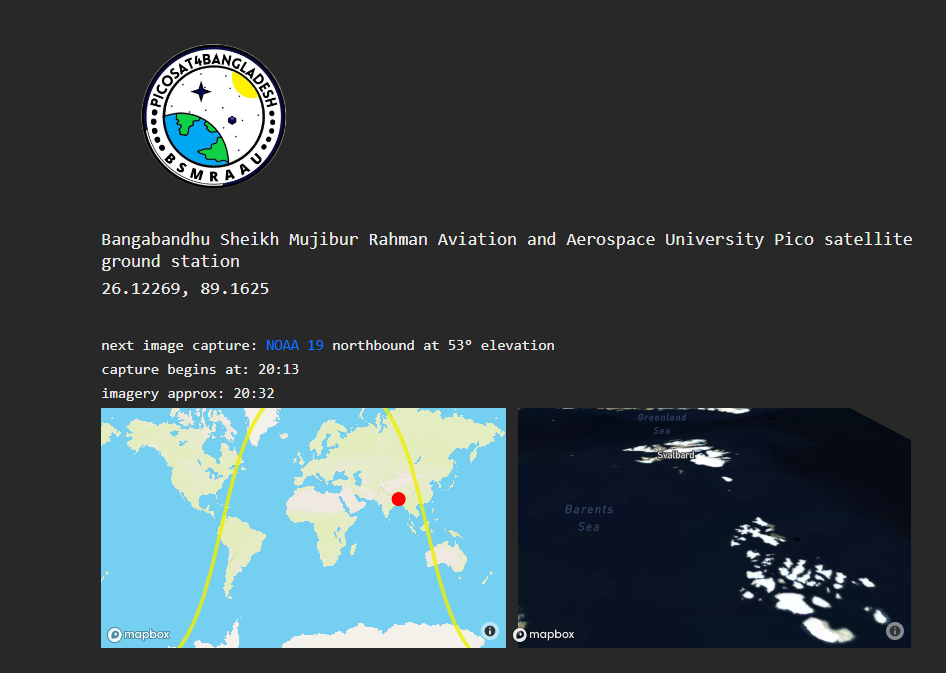 PICOSAT4BANGLADESH
BSMRAAU
Bangabandhu Sheikh Mujibur Rahman Aviation and Aerospace University Pico satellite
ground station
26.12269, 89.1625
next image capture: NOAA 19 northbound at 53° elevation
capture begins at: 20:13
imagery approx: 20:32
Greenland
Sea
Svalbard
Barents
Sea
mapbox
mapbox